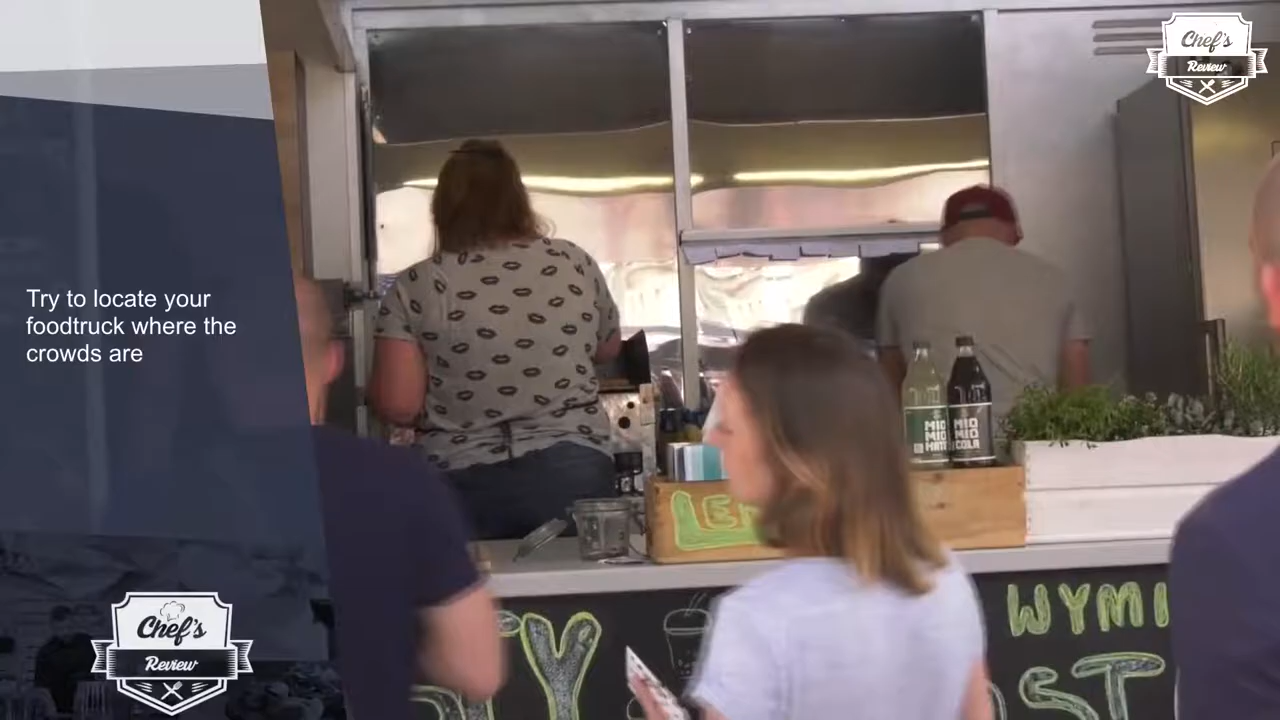 Chef's
Review
Try to locate your
foodtruck where the
crowds are
MIO
MIO
MIO
MIO
COLA
WYMI
ST
Chef's
Review